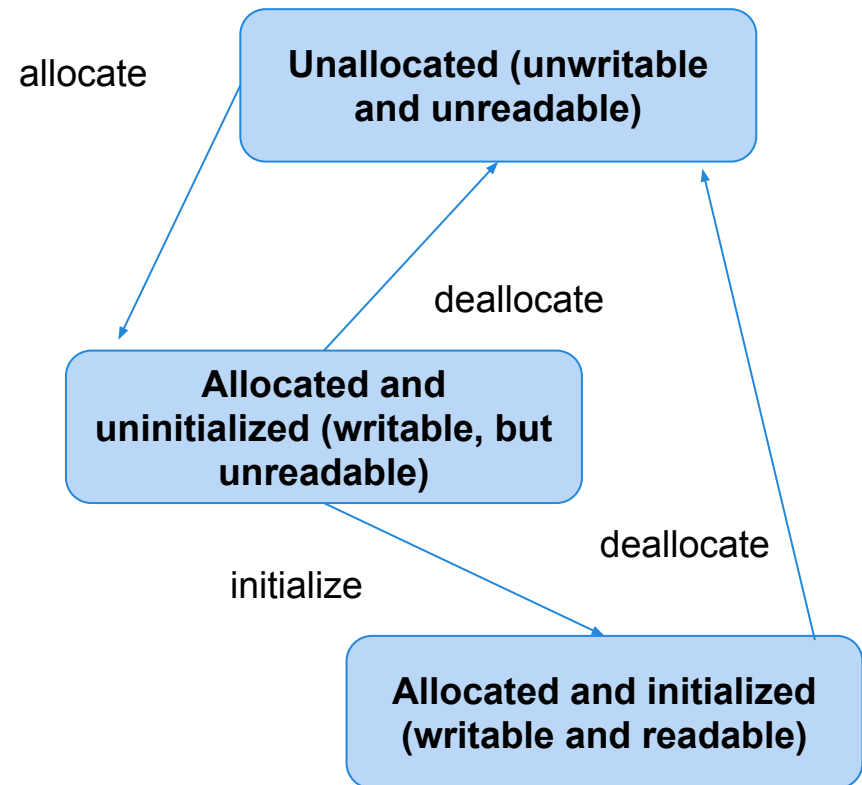 allocate
Unallocated (unwritable
and unreadable)
deallocate
Allocated and
uninitialized (writable, but
unreadable)
deallocate
initialize
Allocated and initialized
(writable and readable)